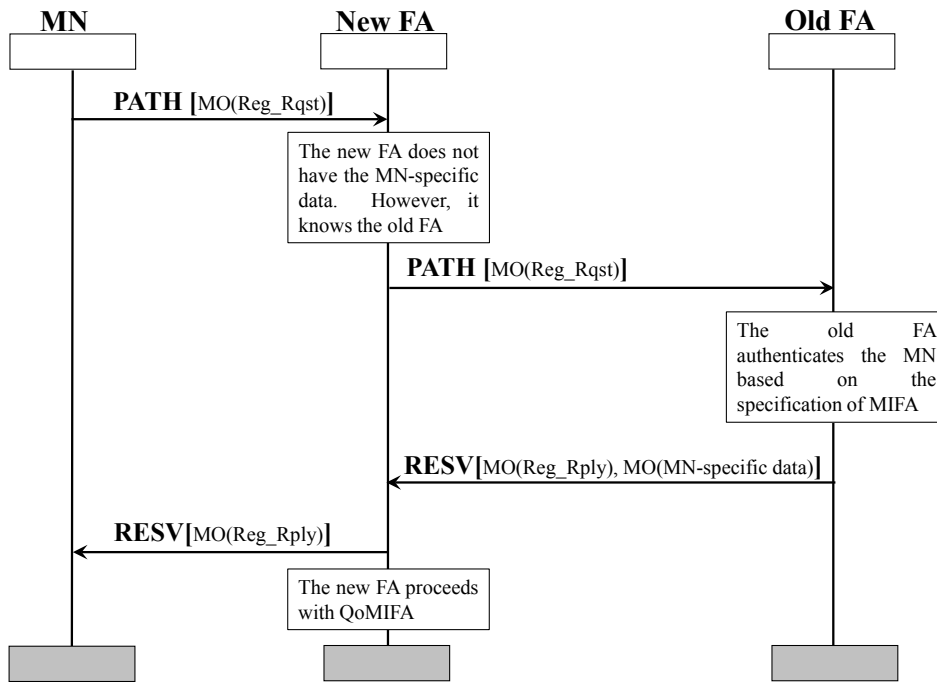 MN
New FA
Old FA
PATH [MO(Reg_Rqst)]
The new FA does not
have the MN-specific
data. However, it
knows the old FA
PATH [MO(Reg_Rqst)]
The old FA
authenticates the MN
based on the
specification of MIFA
RESV[MO(Reg_Rply), MO(MN-specific data)]
RESV[MO(Reg_Rply)]
The new FA proceeds
with QoMIFA